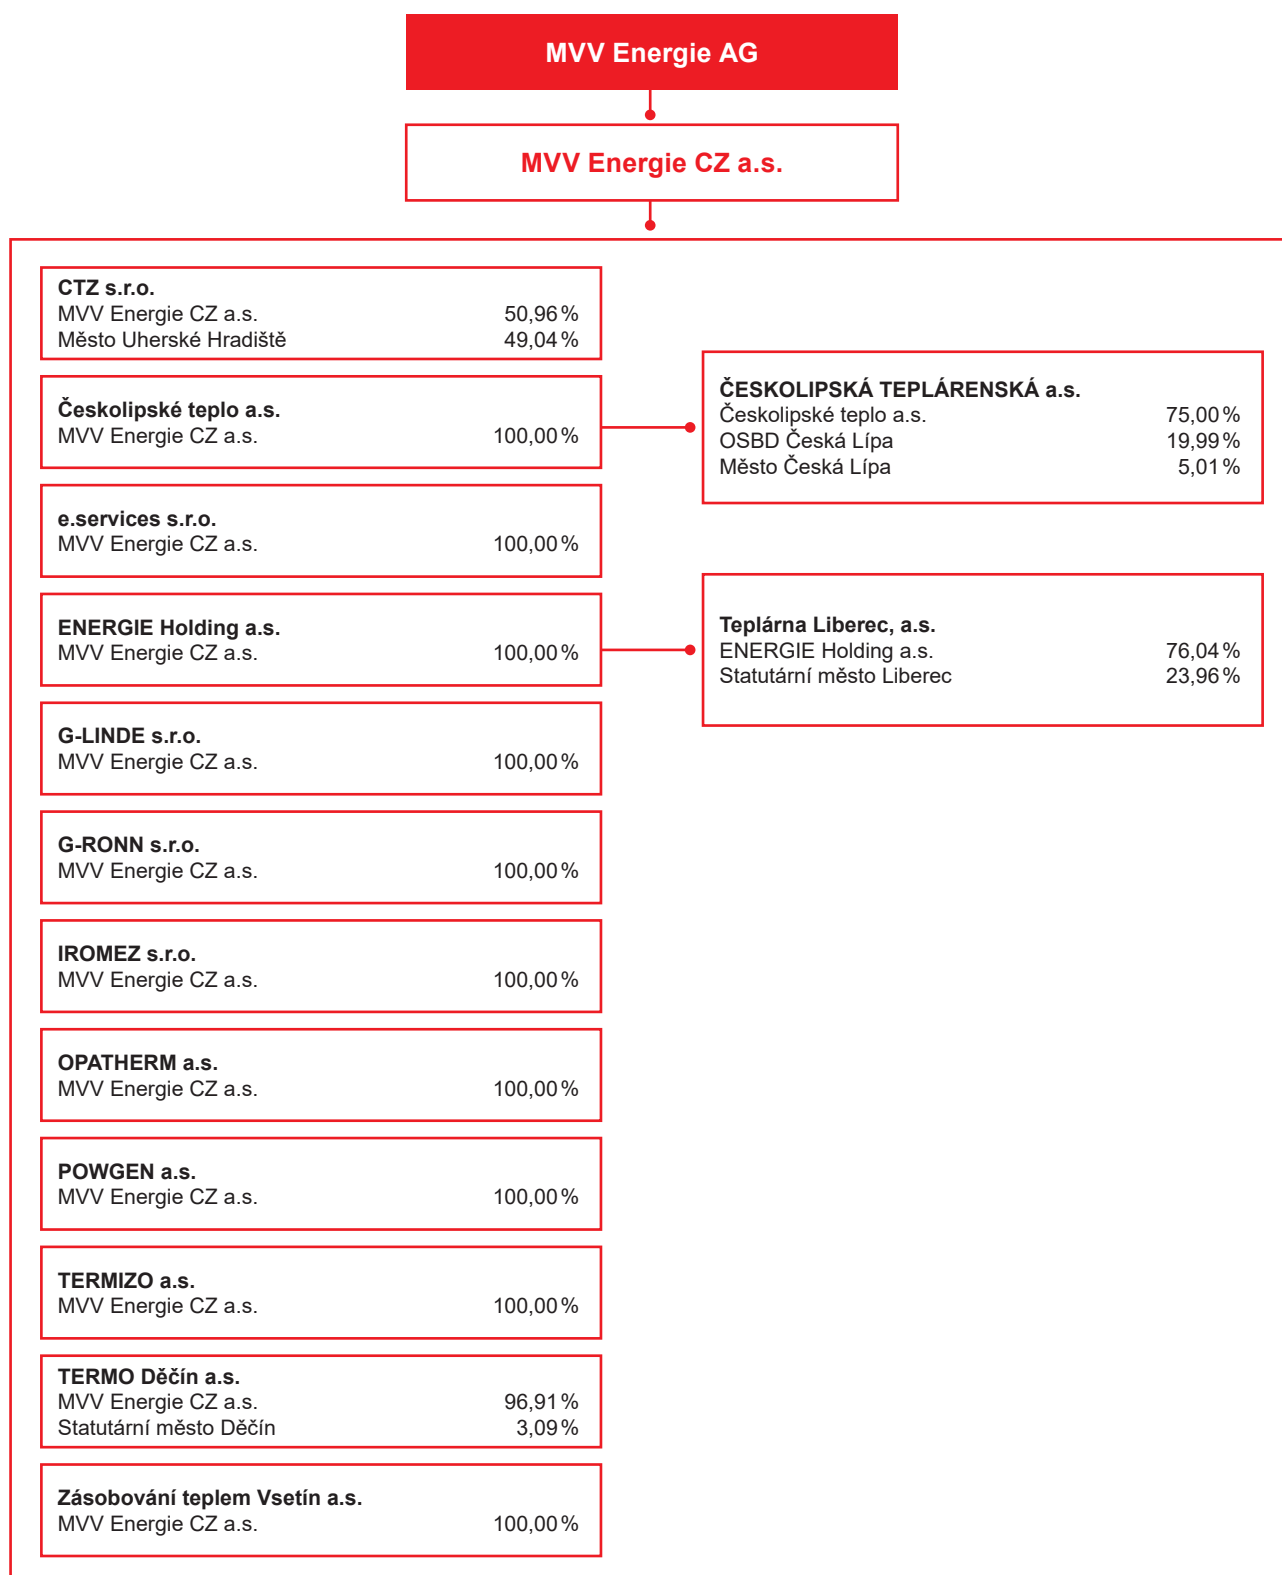 MVV Energie AG
MVV Energie CZ a.s.
CTZ s.r.o.
MVV Energie CZ a.s. 50,96 %
Město Uherské Hradiště 49,04 %
Českolipské teplo a.s.
MVV Energie CZ a.s. 100,00 %
ČESKOLIPSKÁ TEPLÁRENSKÁ a.s.
Českolipské teplo a.s. 75,00 %
OSBD Česká Lípa 19,99 %
Město Česká Lípa 5,01 %
e.services s.r.o.
MVV Energie CZ a.s. 100,00 %
ENERGIE Holding a.s.
MVV Energie CZ a.s. 100,00 %
Teplárna Liberec, a.s.
ENERGIE Holding a.s. 76,04 %
Statutární město Liberec 23,96 %
G-LINDE s.r.o.
MVV Energie CZ a.s. 100,00 %
G-RONN s.r.o.
MVV Energie CZ a.s. 100,00 %
IROMEZ s.r.o.
MVV Energie CZ a.s. 100,00 %
OPATHERM a.s.
MVV Energie CZ a.s. 100,00 %
POWGEN a.s.
MVV Energie CZ a.s. 100,00 %
TERMIZO a.s.
MVV Energie CZ a.s. 100,00 %
TERMO Děčín a.s.
MVV Energie CZ a.s. 96,91 %
Statutární město Děčín 3,09 %
Zásobování teplem Vsetín a.s.
MVV Energie CZ a.s. 100,00 %